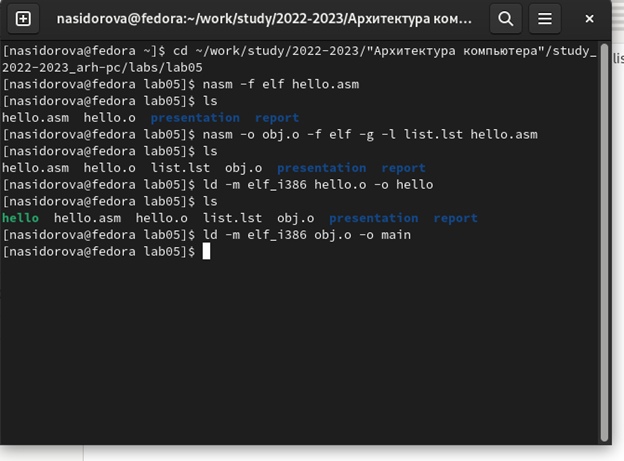 nasidorova@fedora:~/work/study/2022-2023/Архитектура ком...
[nasidorova@fedora ~]$ cd ~/work/study/2022-2023/"Архитектура компьютера"/study_
2022-2023_arh-pc/labs/lab05
[nasidorova@fedora lab05]$ nasm -f elf hello.asm
[nasidorova@fedora lab05]$ ls
hello.asm  hello.o  presentation  report
[nasidorova@fedora lab05]$ nasm -o obj.o -f elf -g -l list.lst hello.asm
[nasidorova@fedora lab05]$ ls
hello.asm  hello.o  list.lst  obj.o  presentation  report
[nasidorova@fedora lab05]$ ld -m elf_i386 hello.o -o hello
[nasidorova@fedora lab05]$ ls
hello  hello.asm  hello.o  list.lst  obj.o  presentation  report
[nasidorova@fedora lab05]$ ld -m elf_i386 obj.o -o main
[nasidorova@fedora lab05]$